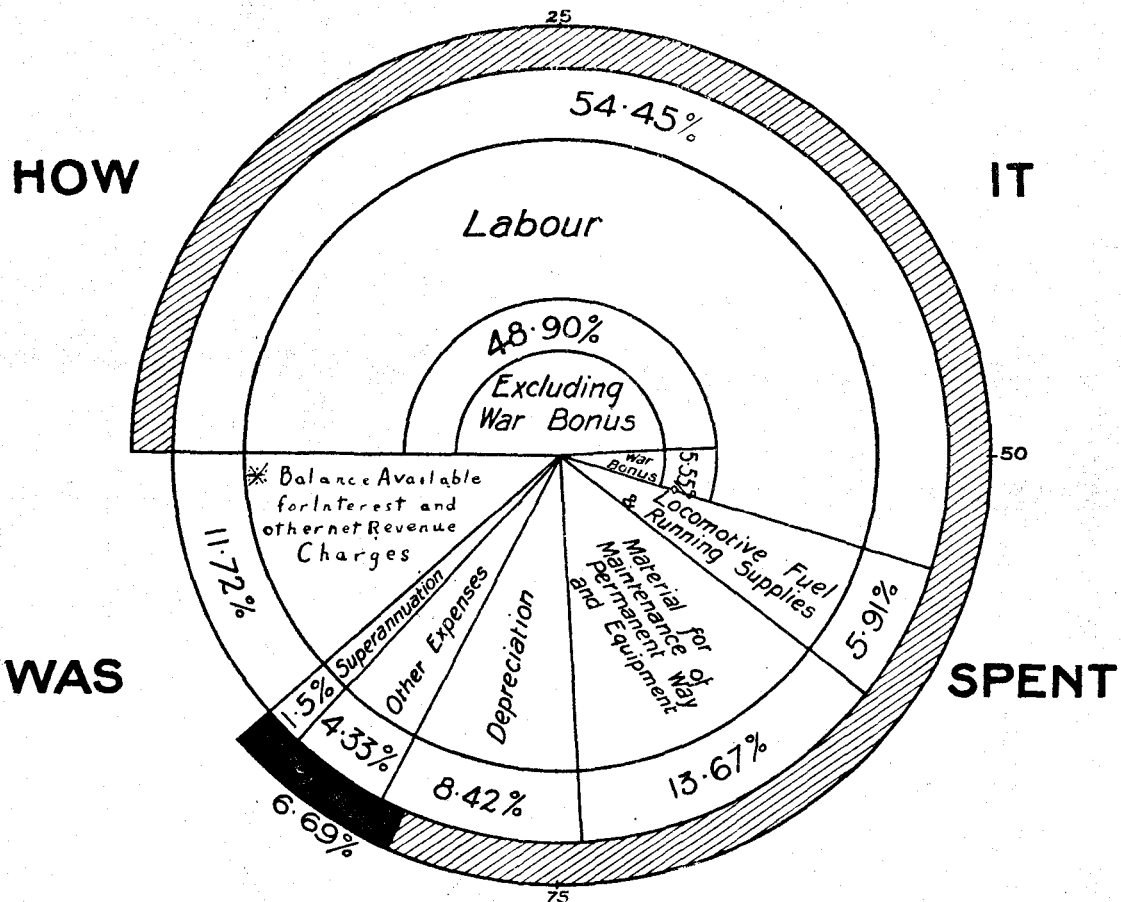 25
54·45%
HOW
IT
Labour
48·90%
Excluding
War Bonus
50
War
Bonus
5·55%
※ Balance Available
for Interest and
other net Revenue
Charges
Locomotive Fuel
& Running Supplies
11·72%
Superannuation
Other Expenses
Depreciation
Material for
Maintenance of
Permanent Way
and Equipment
5·91%
WAS
SPENT
1·5%
4·33%
8·42%
13·67%
6·69%
75